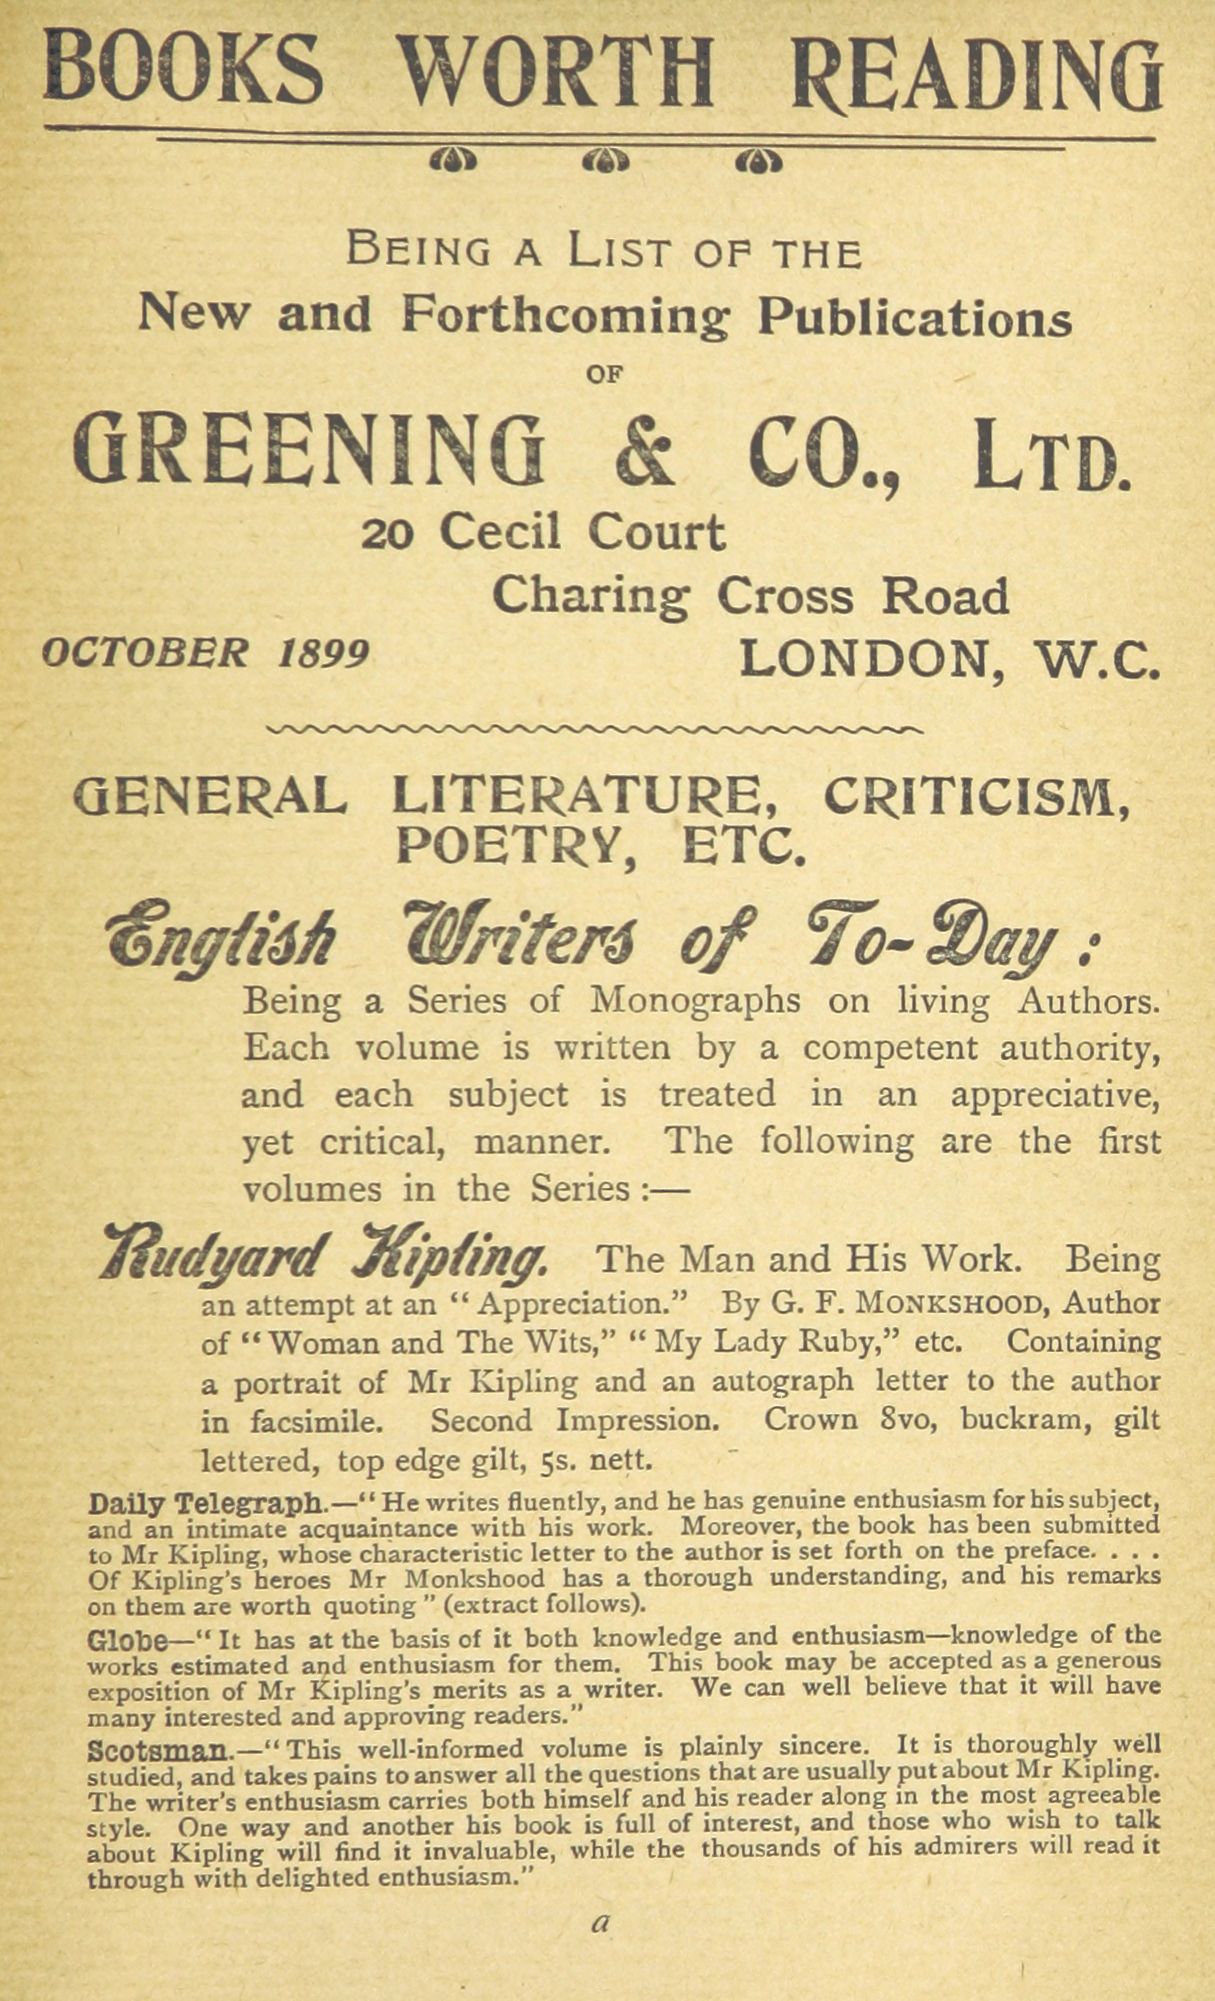 BOOKS WORTH READING
BEING A LIST OF THE
New and Forthcoming Publications
OF
GREENING & CO., LTD.
20 Cecil Court
Charing Cross Road
OCTOBER 1899 LONDON, W.C.
GENERAL LITERATURE, CRITICISM,
POETRY, ETC.
English Writers of To-Day :
Being a Series of Monographs on living Authors.
Each volume is written by a competent authority,
and each subject is treated in an appreciative,
yet critical, manner. The following are the first
volumes in the Series :—
Rudyard Kipling. The Man and His Work. Being
an attempt at an "Appreciation." By G. F. MONKSHOOD, Author
of "Woman and The Wits," "My Lady Ruby," etc. Containing
a portrait of Mr Kipling and an autograph letter to the author
in facsimile. Second Impression. Crown 8vo, buckram, gilt
lettered, top edge gilt, 5s. nett.
Daily Telegraph.—"He writes fluently, and he has genuine enthusiasm for his subject,
and an intimate acquaintance with his work. Moreover, the book has been submitted
to Mr Kipling, whose characteristic letter to the author is set forth on the preface. . . .
Of Kipling's heroes Mr Monkshood has a thorough understanding, and his remarks
on them are worth quoting" (extract follows).
Globe—"It has at the basis of it both knowledge and enthusiasm—knowledge of the
works estimated and enthusiasm for them. This book may be accepted as a generous
exposition of Mr Kipling's merits as a writer. We can well believe that it will have
many interested and approving readers."
Scotsman.—"This well-informed volume is plainly sincere. It is thoroughly well
studied, and takes pains to answer all the questions that are usually put about Mr Kipling.
The writer's enthusiasm carries both himself and his reader along in the most agreeable
style. One way and another his book is full of interest, and those who wish to talk
about Kipling will find it invaluable, while the thousands of his admirers will read it
through with delighted enthusiasm."
a